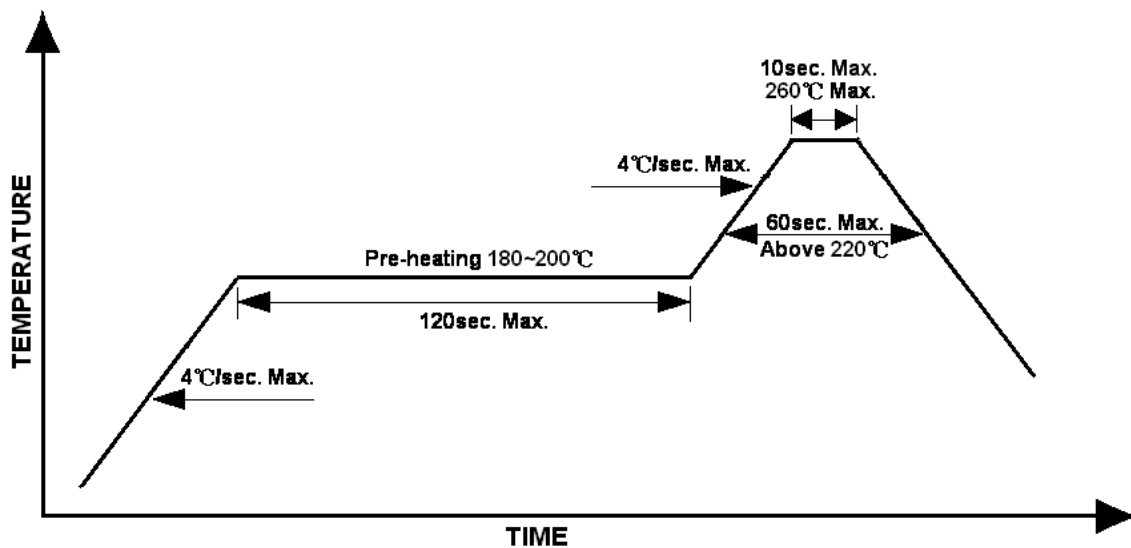 10sec. Max.
260℃ Max.
4℃/sec. Max.
60sec. Max.
Above 220℃
Pre-heating 180~200℃
120sec. Max.
4℃/sec. Max.
TEMPERATURE
TIME